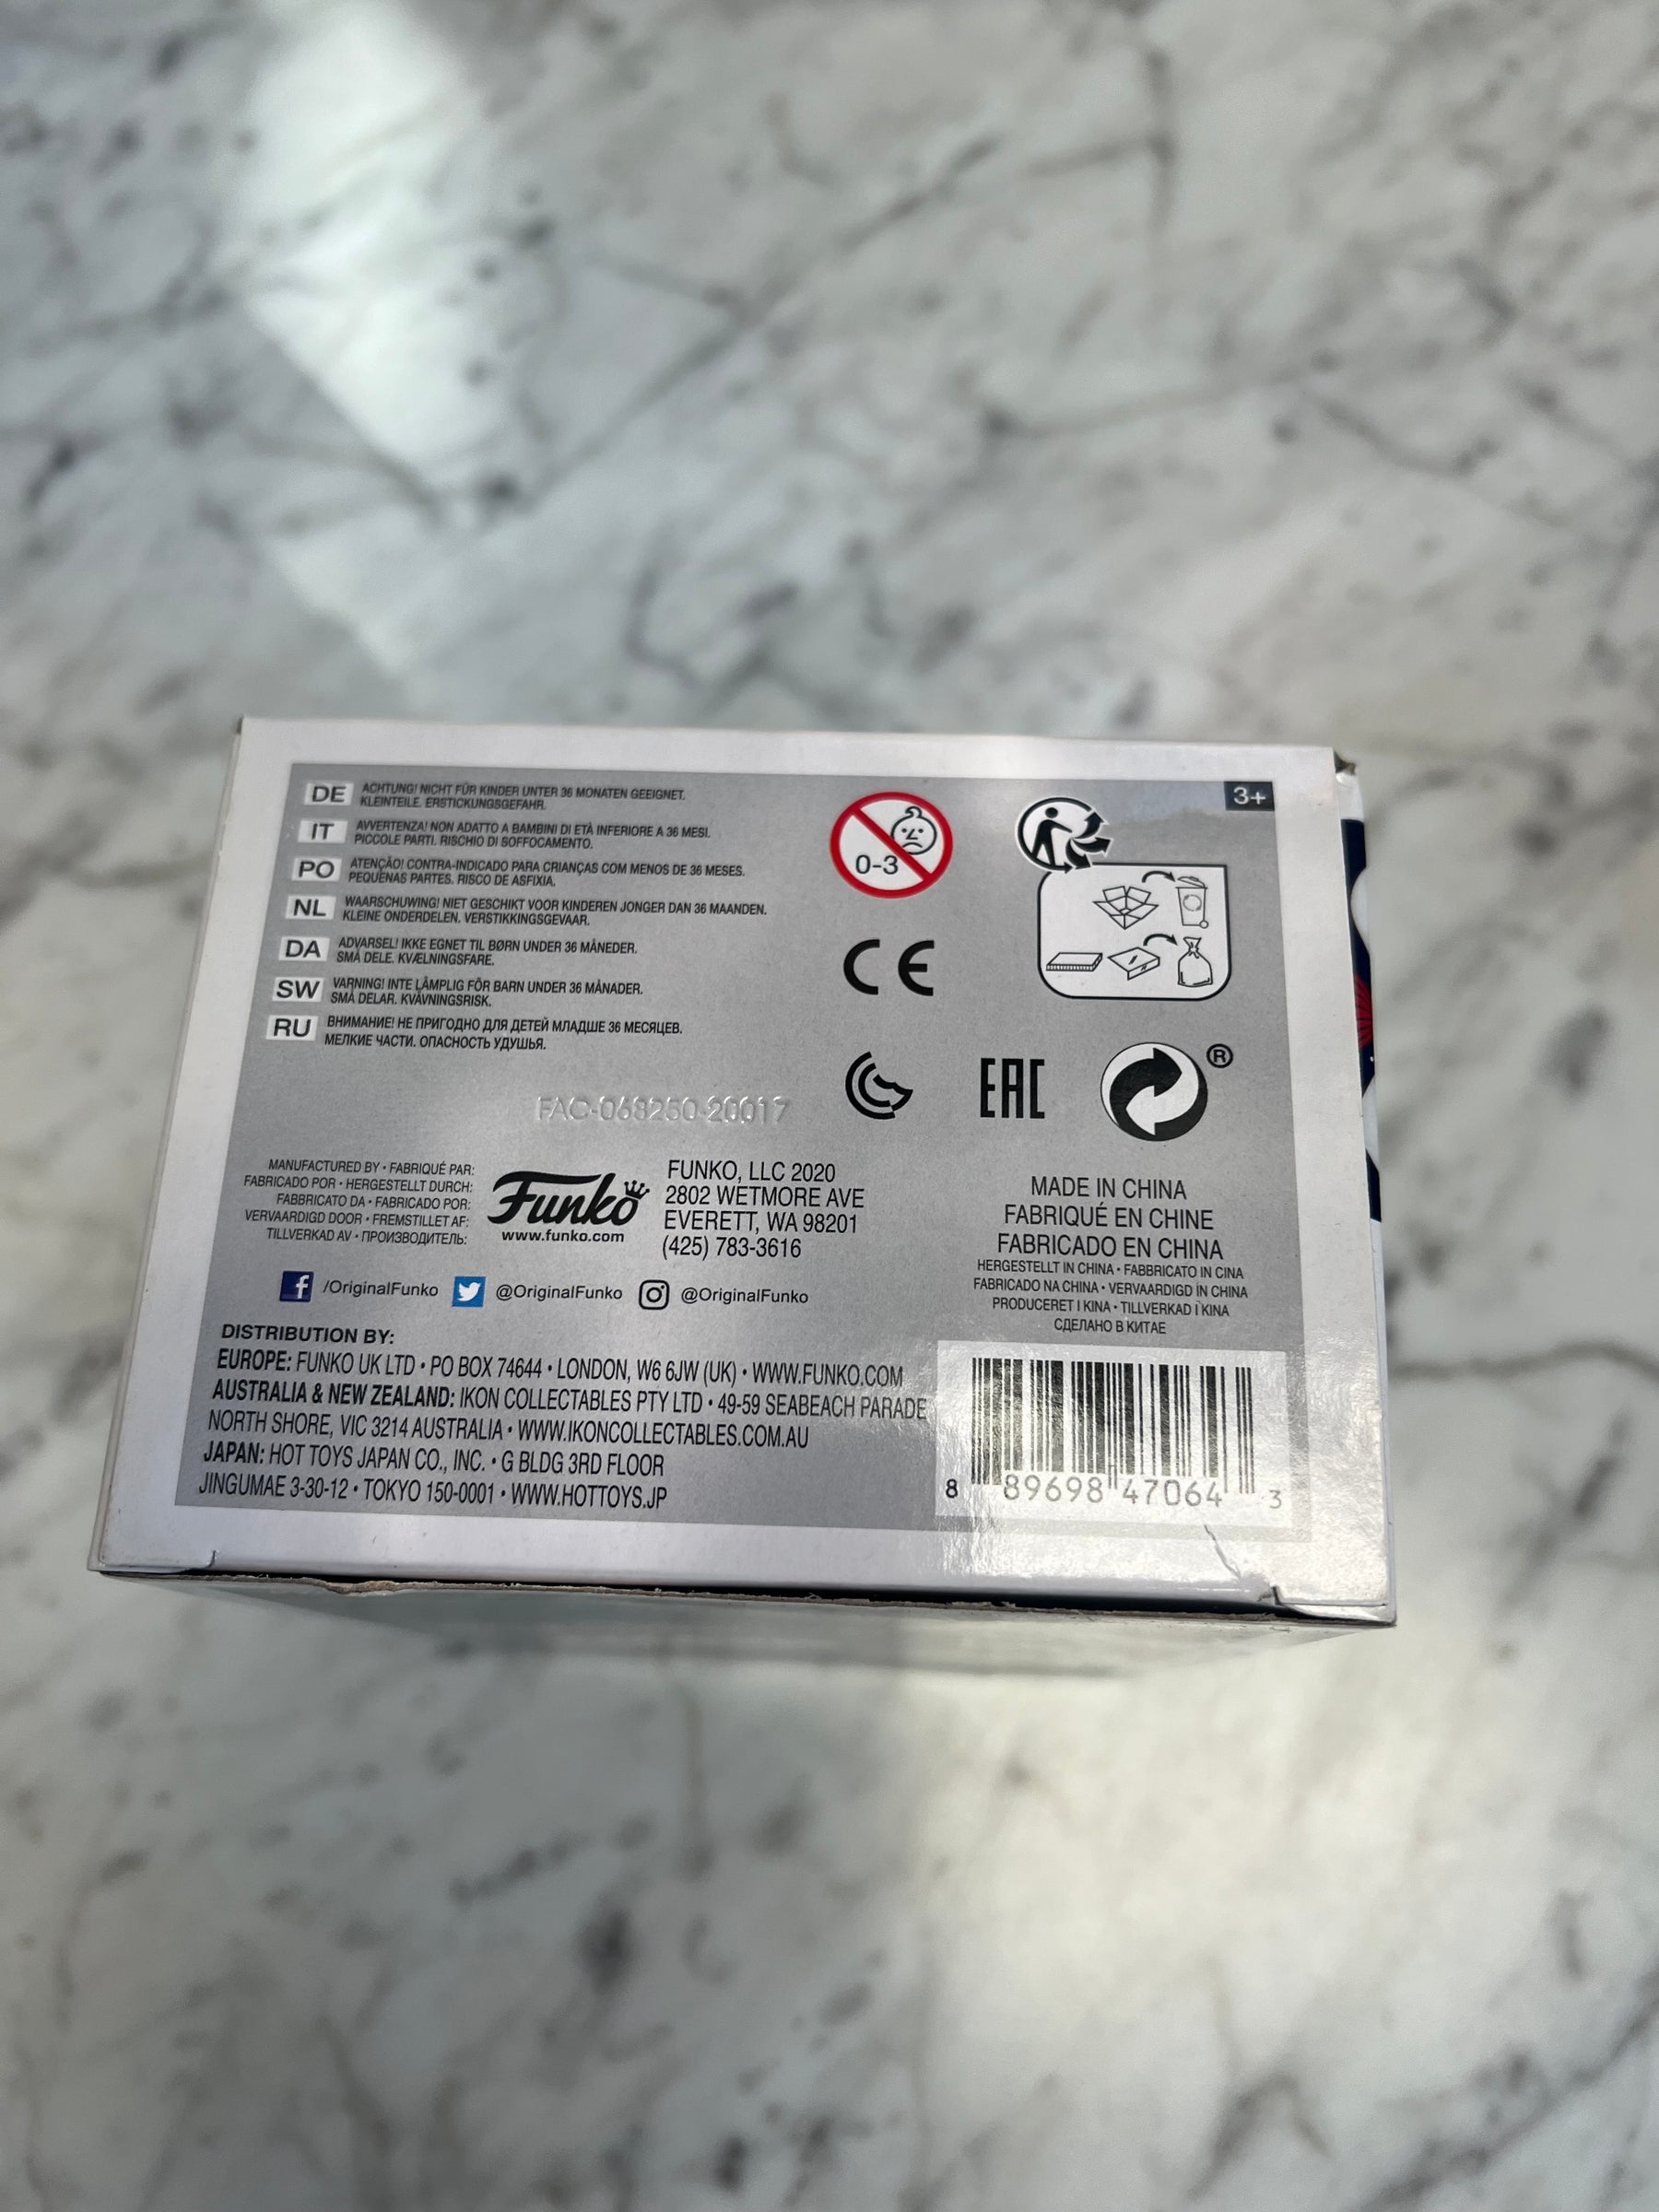 DE ACHTUNG! NICHT FÜR KINDER UNTER 36 MONATEN GEEIGNET.
KLEINTEILE. ERSTICKUNGSGEFAHR.
IT AVVERTENZA! NON ADATTO A BAMBINI DI ETÀ INFERIORE A 36 MESI.
PICCOLE PARTI. RISCHIO DI SOFFOCAMENTO.
PO ATENÇÃO! CONTRA-INDICADO PARA CRIANÇAS COM MENOS DE 36 MESES.
PEQUENAS PARTES. RISCO DE ASFIXIA.
NL WAARSCHUWING! NIET GESCHIKT VOOR KINDEREN JONGER DAN 36 MAANDEN.
KLEINE ONDERDELEN. VERSTIKKINGSGEVAAR.
DA ADVARSEL! IKKE EGNET TIL BØRN UNDER 36 MÅNEDER.
SMÅ DELE. KVÆLNINGSFARE.
SW VARNING! INTE LÄMPLIG FÖR BARN UNDER 36 MÅNADER.
SMÅ DELAR. KVÄVNINGSRISK.
RU ВНИМАНИЕ! НЕ ПРИГОДНО ДЛЯ ДЕТЕЙ МЛАДШЕ 36 МЕСЯЦЕВ.
МЕЛКИЕ ЧАСТИ. ОПАСНОСТЬ УДУШЬЯ.
0-3
3+
CE
EAC
®
FAC-068250-20017
MANUFACTURED BY • FABRIQUÉ PAR:
FABRICADO POR • HERGESTELLT DURCH:
FABBRICATO DA • FABRICADO POR:
VERVAARDIGD DOOR • FREMSTILLET AF:
TILLVERKAD AV • ПРОИЗВОДИТЕЛЬ:
Funko
www.funko.com
FUNKO, LLC 2020
2802 WETMORE AVE
EVERETT, WA 98201
(425) 783-3616
MADE IN CHINA
FABRIQUÉ EN CHINE
FABRICADO EN CHINA
HERGESTELLT IN CHINA • FABBRICATO IN CINA
FABRICADO NA CHINA • VERVAARDIGD IN CHINA
PRODUCERET I KINA • TILLVERKAD I KINA
СДЕЛАНО В КИТАЕ
f /OriginalFunko @OriginalFunko @OriginalFunko
DISTRIBUTION BY:
EUROPE: FUNKO UK LTD • PO BOX 74644 • LONDON, W6 6JW (UK) • WWW.FUNKO.COM
AUSTRALIA & NEW ZEALAND: IKON COLLECTABLES PTY LTD • 49-59 SEABEACH PARADE
NORTH SHORE, VIC 3214 AUSTRALIA • WWW.IKONCOLLECTABLES.COM.AU
JAPAN: HOT TOYS JAPAN CO., INC. • G BLDG 3RD FLOOR
JINGUMAE 3-30-12 • TOKYO 150-0001 • WWW.HOTTOYS.JP
8 89698 47064 3